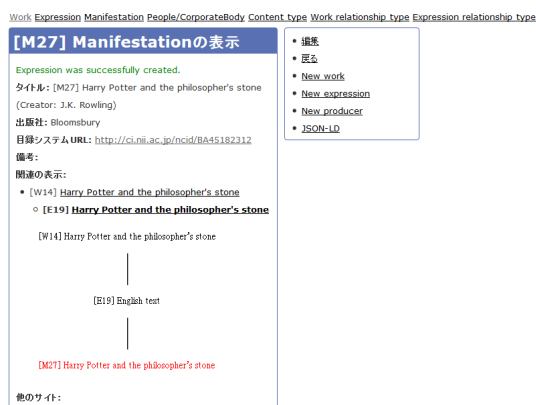 Work Expression Manifestation People/CorporateBody Content type Work relationship type Expression relationship type
[M27] Manifestationの表示
Expression was successfully created.
タイトル: [M27] Harry Potter and the philosopher's stone
(Creator: J.K. Rowling)
出版社: Bloomsbury
目録システムURL: http://ci.nii.ac.jp/ncid/BA45182312
備考:
関連の表示:
[W14] Harry Potter and the philosopher's stone
[E19] Harry Potter and the philosopher's stone
[W14] Harry Potter and the philosopher's stone
[E19] English text
[M27] Harry Potter and the philosopher's stone
他のサイト:
編集
戻る
New work
New expression
New producer
JSON-LD